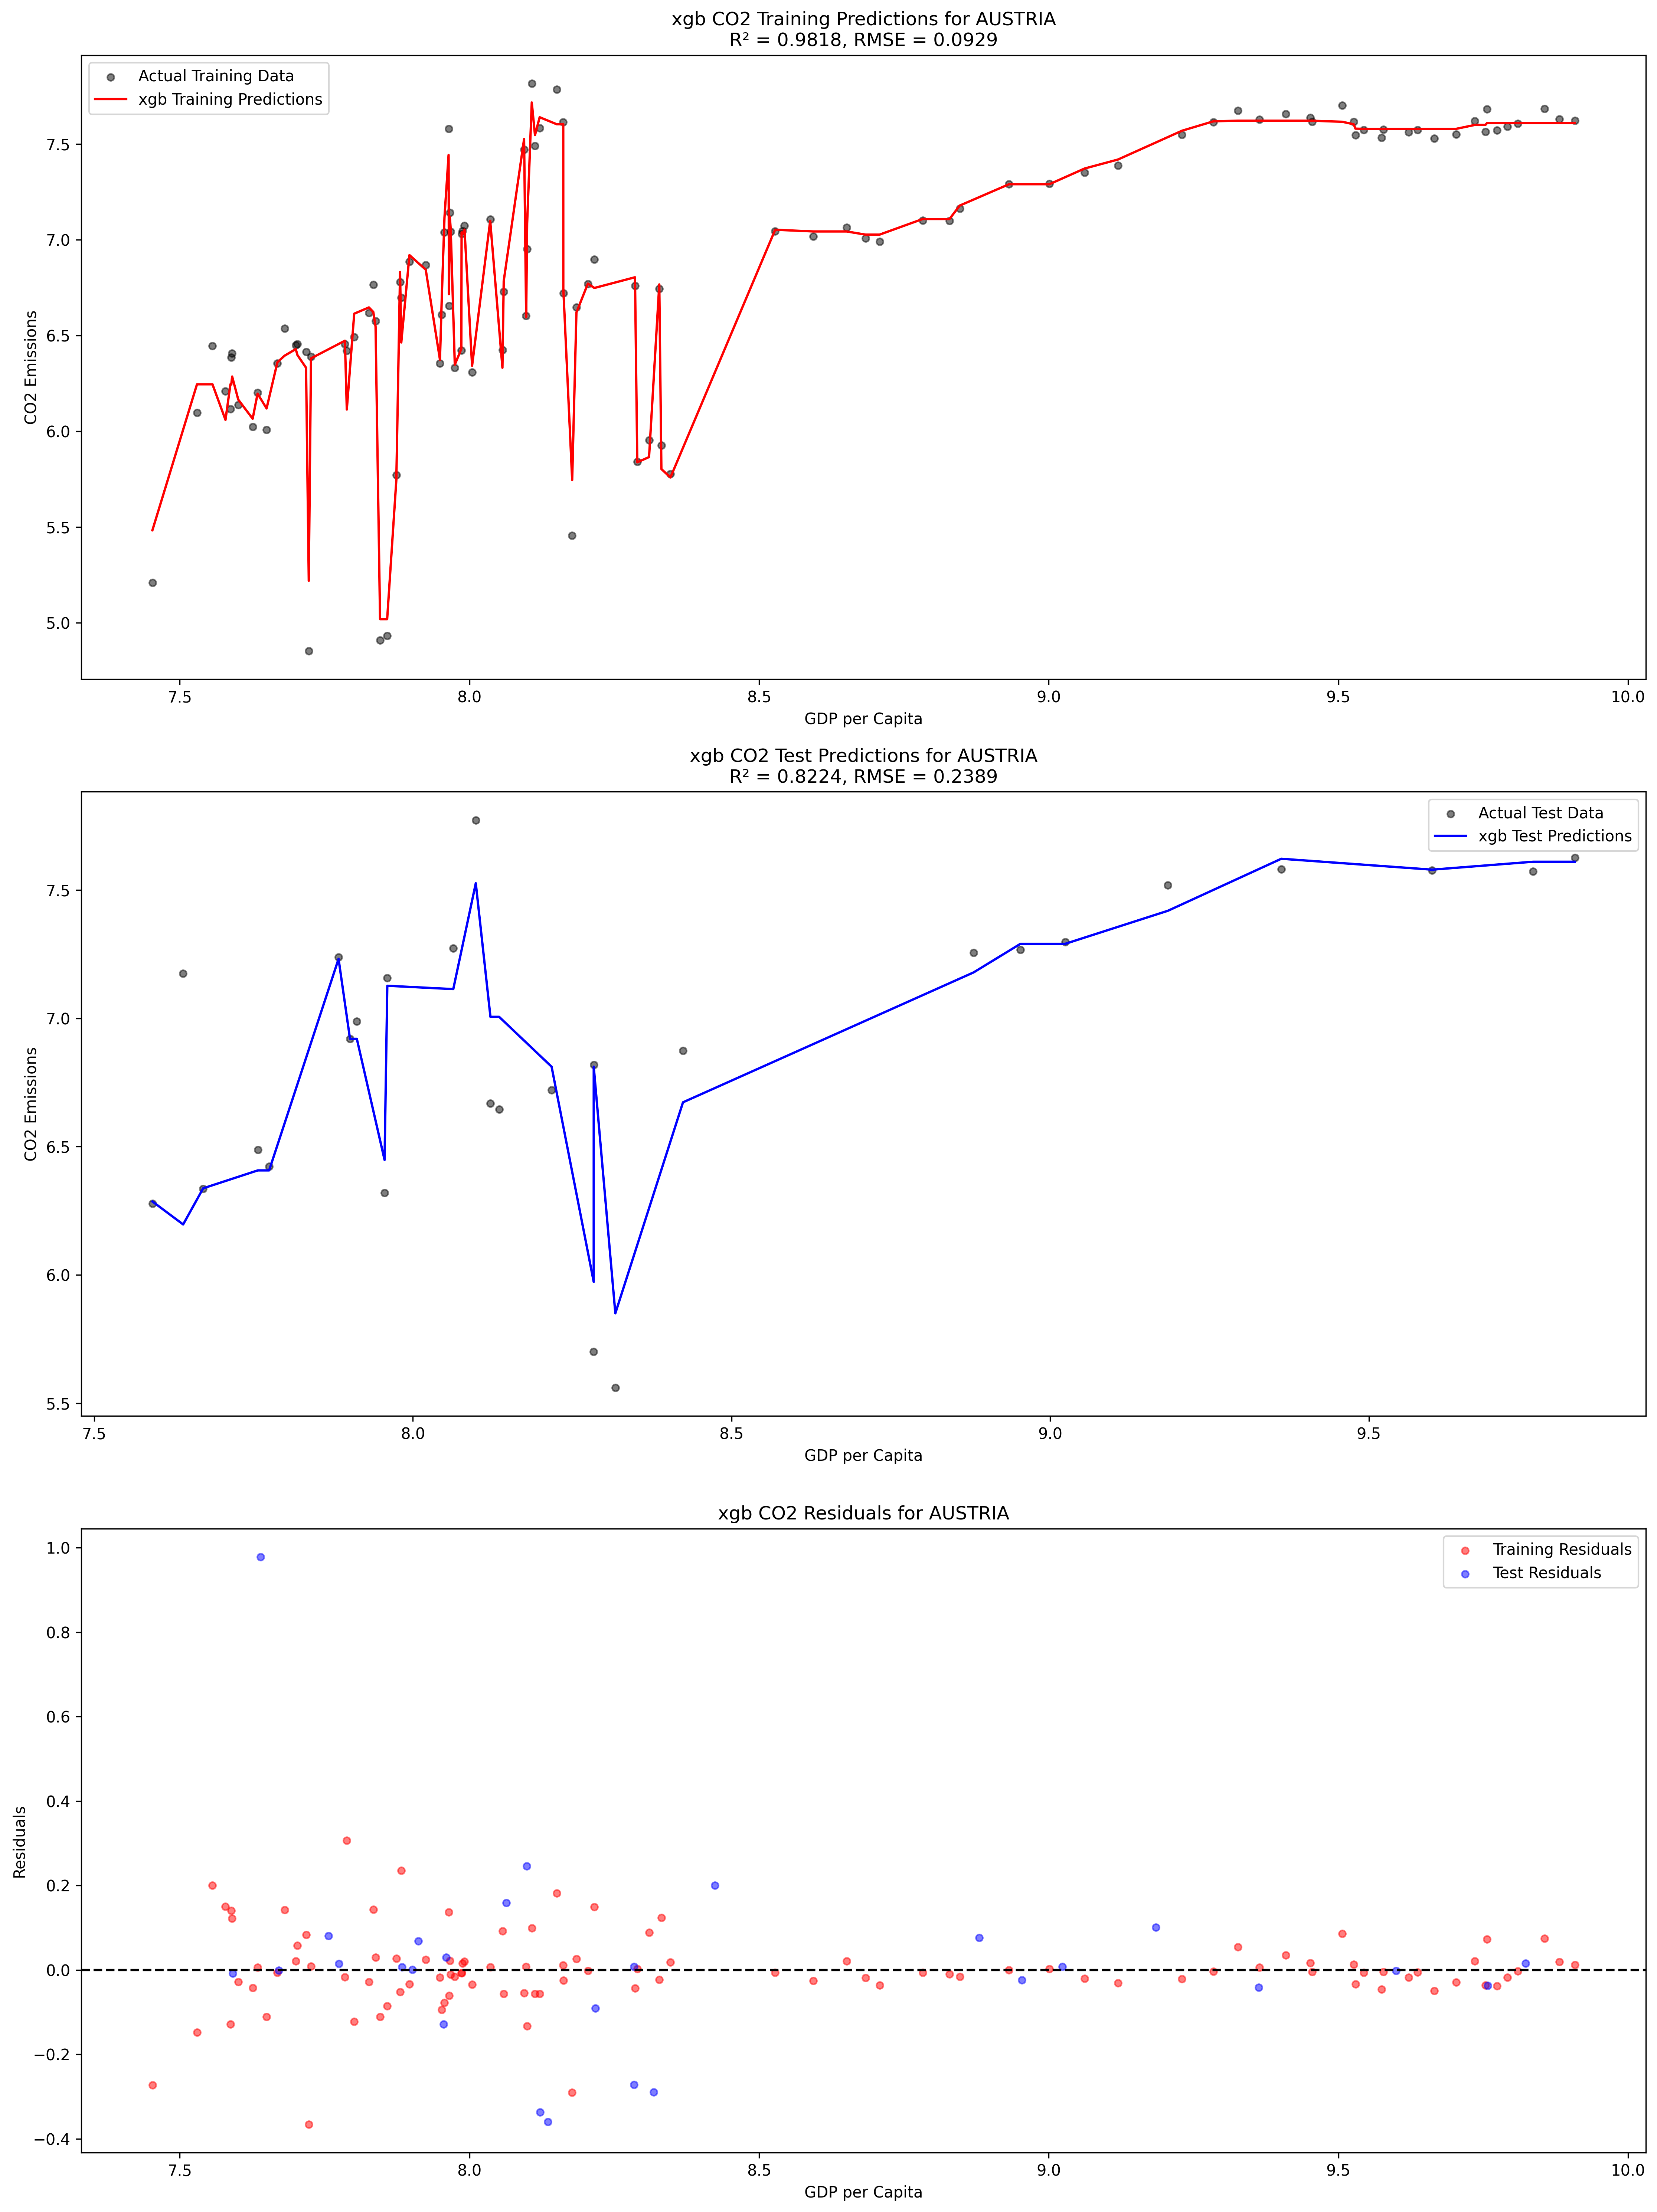 xgb CO2 Training Predictions for AUSTRIA
R² = 0.9818, RMSE = 0.0929
Actual Training Data
xgb Training Predictions
CO2 Emissions
7.5
7.0
6.5
6.0
5.5
5.0
7.5 8.0 8.5 9.0 9.5 10.0
GDP per Capita
xgb CO2 Test Predictions for AUSTRIA
R² = 0.8224, RMSE = 0.2389
Actual Test Data
xgb Test Predictions
CO2 Emissions
7.5
7.0
6.5
6.0
5.5
7.5 8.0 8.5 9.0 9.5
GDP per Capita
xgb CO2 Residuals for AUSTRIA
Training Residuals
Test Residuals
Residuals
1.0
0.8
0.6
0.4
0.2
0.0
−0.2
−0.4
7.5 8.0 8.5 9.0 9.5 10.0
GDP per Capita